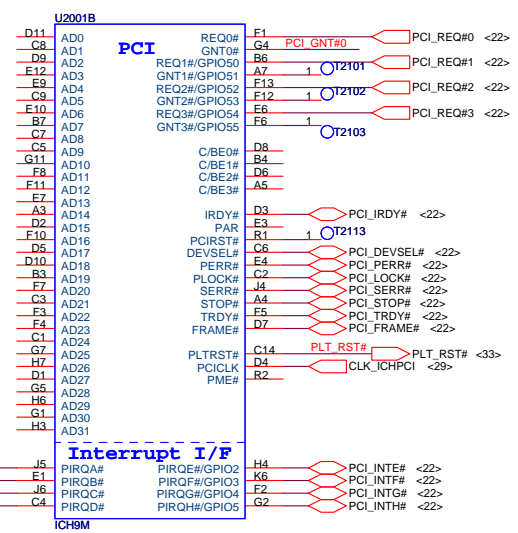 U2001B
PCI
D11 AD0 REQ0# F1 PCI_REQ#0 <22>
C8 AD1 GNT0# G4 PCI_GNT#0
D9 AD2 REQ1#/GPIO50 B6 PCI_REQ#1 <22>
E12 AD3 GNT1#/GPIO51 A7 1 T2101
E9 AD4 REQ2#/GPIO52 F13 PCI_REQ#2 <22>
C9 AD5 GNT2#/GPIO53 F12 1 T2102
E10 AD6 REQ3#/GPIO54 E6 PCI_REQ#3 <22>
B7 AD7 GNT3#/GPIO55 F6 1 T2103
C7 AD8
C5 AD9 C/BE0# D8
G11 AD10 C/BE1# B4
F8 AD11 C/BE2# D6
F11 AD12 C/BE3# A5
E7 AD13
A3 AD14 IRDY# D3 PCI_IRDY# <22>
D2 AD15 PAR E3
F10 AD16 PCIRST# R1 1 T2113
D5 AD17 DEVSEL# C6 PCI_DEVSEL# <22>
D10 AD18 PERR# E4 PCI_PERR# <22>
B3 AD19 PLOCK# C2 PCI_LOCK# <22>
F7 AD20 SERR# J4 PCI_SERR# <22>
C3 AD21 STOP# A4 PCI_STOP# <22>
F3 AD22 TRDY# F5 PCI_TRDY# <22>
F4 AD23 FRAME# D7 PCI_FRAME# <22>
C1 AD24
G7 AD25 PLTRST# C14 PLT_RST# PLT_RST# <33>
H7 AD26 PCICLK D4 CLK_ICHPCI <29>
D1 AD27 PME# R2
G5 AD28
H6 AD29
G1 AD30
H3 AD31
Interrupt I/F
J5 PIRQA# PIRQE#/GPIO2 H4 PCI_INTE# <22>
E1 PIRQB# PIRQF#/GPIO3 K6 PCI_INTF# <22>
J6 PIRQC# PIRQG#/GPIO4 F2 PCI_INTG# <22>
C4 PIRQD# PIRQH#/GPIO5 G2 PCI_INTH# <22>
ICH9M